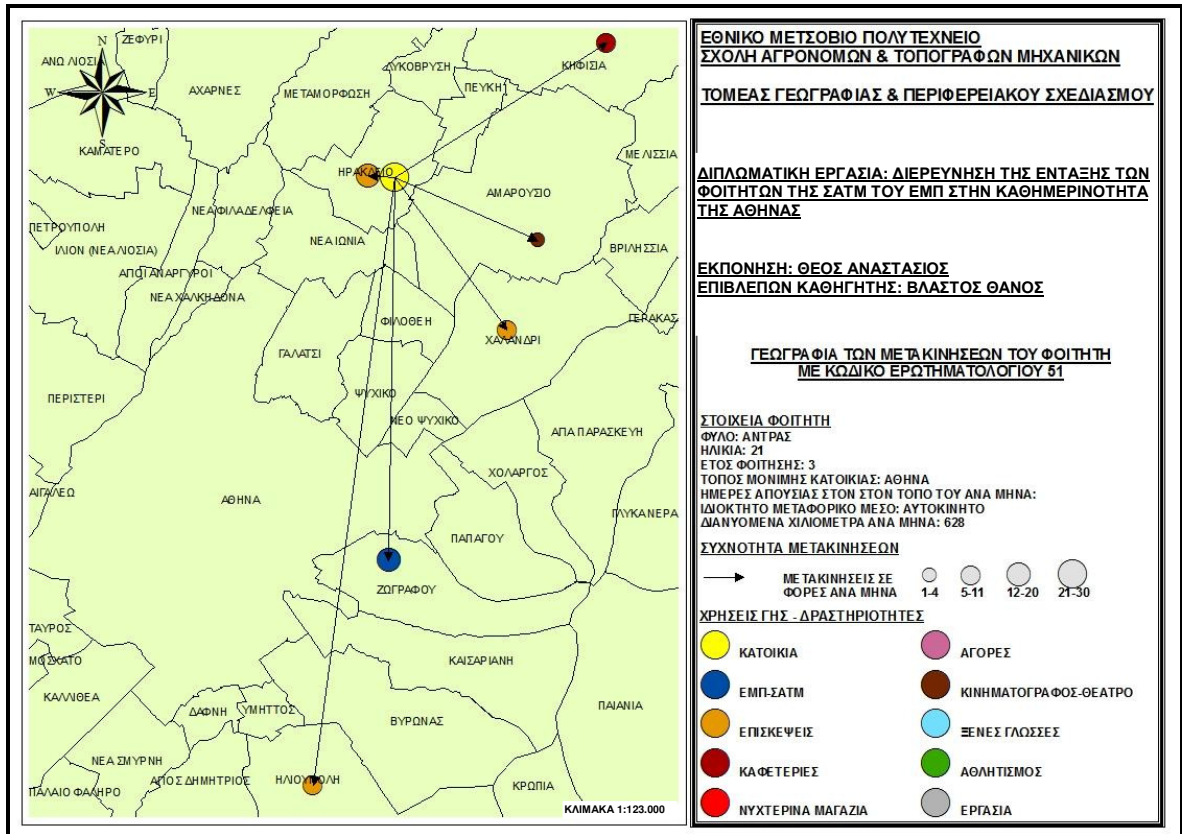 N
W
E
S
ΖΕΦΥΡΙ
ΑΝΩ ΛΙΟΣΙΑ
ΑΧΑΡΝΕΣ
ΛΥΚΟΒΡΥΣΗ
ΚΗΦΙΣΙΑ
ΜΕΤΑΜΟΡΦΩΣΗ
ΠΕΥΚΗ
ΚΑΜΑΤΕΡΟ
ΜΕΛΙΣΣΙΑ
ΗΡΑΚΛΕΙΟ
ΑΜΑΡΟΥΣΙΟ
ΝΕΑ ΦΙΛΑΔΕΛΦΕΙΑ
ΠΕΤΡΟΥΠΟΛΗ
ΝΕΑ ΙΩΝΙΑ
ΙΛΙΟΝ (ΝΕΑ ΛΙΟΣΙΑ)
ΒΡΙΛΗΣΣΙΑ
ΑΓΙΟΙ ΑΝΑΡΓΥΡΟΙ
ΝΕΑ ΧΑΛΚΗΔΟΝΑ
ΦΙΛΟΘΕΗ
ΓΕΡΑΚΑΣ
ΧΑΛΑΝΔΡΙ
ΓΑΛΑΤΣΙ
ΨΥΧΙΚΟ
ΠΕΡΙΣΤΕΡΙ
ΝΕΟ ΨΥΧΙΚΟ
ΑΓΙΑ ΠΑΡΑΣΚΕΥΗ
ΧΟΛΑΡΓΟΣ
ΑΙΓΑΛΕΩ
ΑΘΗΝΑ
ΓΛΥΚΑ ΝΕΡΑ
ΠΑΠΑΓΟΥ
ΖΩΓΡΑΦΟΥ
ΤΑΥΡΟΣ
ΜΟΣΧΑΤΟ
ΚΑΙΣΑΡΙΑΝΗ
ΚΑΛΛΙΘΕΑ
ΠΑΙΑΝΙΑ
ΔΑΦΝΗ
ΥΜΗΤΤΟΣ
ΒΥΡΩΝΑΣ
ΝΕΑ ΣΜΥΡΝΗ
ΑΓΙΟΣ ΔΗΜΗΤΡΙΟΣ
ΗΛΙΟΥΠΟΛΗ
ΠΑΛΑΙΟ ΦΑΛΗΡΟ
ΚΡΩΠΙΑ
ΚΛΙΜΑΚΑ 1:123.000
ΕΘΝΙΚΟ ΜΕΤΣΟΒΙΟ ΠΟΛΥΤΕΧΝΕΙΟ
ΣΧΟΛΗ ΑΓΡΟΝΟΜΩΝ & ΤΟΠΟΓΡΑΦΩΝ ΜΗΧΑΝΙΚΩΝ
ΤΟΜΕΑΣ ΓΕΩΓΡΑΦΙΑΣ & ΠΕΡΙΦΕΡΕΙΑΚΟΥ ΣΧΕΔΙΑΣΜΟΥ
ΔΙΠΛΩΜΑΤΙΚΗ ΕΡΓΑΣΙΑ: ΔΙΕΡΕΥΝΗΣΗ ΤΗΣ ΕΝΤΑΞΗΣ ΤΩΝ
ΦΟΙΤΗΤΩΝ ΤΗΣ ΣΑΤΜ ΤΟΥ ΕΜΠ ΣΤΗΝ ΚΑΘΗΜΕΡΙΝΟΤΗΤΑ
ΤΗΣ ΑΘΗΝΑΣ
ΕΚΠΟΝΗΣΗ: ΘΕΟΣ ΑΝΑΣΤΑΣΙΟΣ
ΕΠΙΒΛΕΠΩΝ ΚΑΘΗΓΗΤΗΣ: ΒΛΑΣΤΟΣ ΘΑΝΟΣ
ΓΕΩΓΡΑΦΙΑ ΤΩΝ ΜΕΤΑΚΙΝΗΣΕΩΝ ΤΟΥ ΦΟΙΤΗΤΗ
ΜΕ ΚΩΔΙΚΟ ΕΡΩΤΗΜΑΤΟΛΟΓΙΟΥ 51
ΣΤΟΙΧΕΙΑ ΦΟΙΤΗΤΗ
ΦΥΛΟ: ΑΝΤΡΑΣ
ΗΛΙΚΙΑ: 21
ΕΤΟΣ ΦΟΙΤΗΣΗΣ: 3
ΤΟΠΟΣ ΜΟΝΙΜΗΣ ΚΑΤΟΙΚΙΑΣ: ΑΘΗΝΑ
ΗΜΕΡΕΣ ΑΠΟΥΣΙΑΣ ΣΤΟΝ ΣΤΟΝ ΤΟΠΟ ΤΟΥ ΑΝΑ ΜΗΝΑ:
ΙΔΙΟΚΤΗΤΟ ΜΕΤΑΦΟΡΙΚΟ ΜΕΣΟ: ΑΥΤΟΚΙΝΗΤΟ
ΔΙΑΝΥΟΜΕΝΑ ΧΙΛΙΟΜΕΤΡΑ ΑΝΑ ΜΗΝΑ: 628
ΣΥΧΝΟΤΗΤΑ ΜΕΤΑΚΙΝΗΣΕΩΝ
ΜΕΤΑΚΙΝΗΣΕΙΣ ΣΕ
ΦΟΡΕΣ ΑΝΑ ΜΗΝΑ 1-4 5-11 12-20 21-30
ΧΡΗΣΕΙΣ ΓΗΣ - ΔΡΑΣΤΗΡΙΟΤΗΤΕΣ
ΚΑΤΟΙΚΙΑ
ΑΓΟΡΕΣ
ΕΜΠ-ΣΑΤΜ
ΚΙΝΗΜΑΤΟΓΡΑΦΟΣ-ΘΕΑΤΡΟ
ΕΠΙΣΚΕΨΕΙΣ
ΞΕΝΕΣ ΓΛΩΣΣΕΣ
ΚΑΦΕΤΕΡΙΕΣ
ΑΘΛΗΤΙΣΜΟΣ
ΝΥΧΤΕΡΙΝΑ ΜΑΓΑΖΙΑ
ΕΡΓΑΣΙΑ